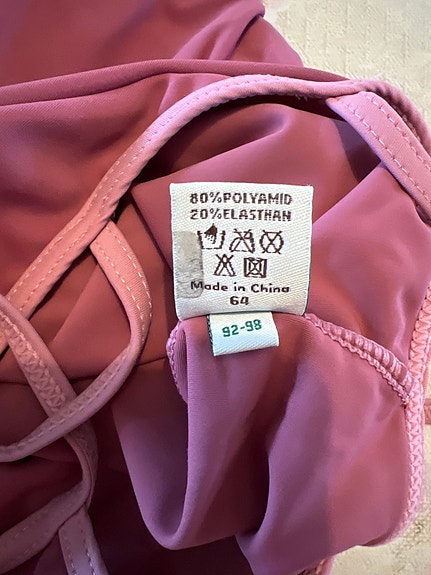 80%POLYAMID
20%ELASTHAN
Made in China
64
92-98